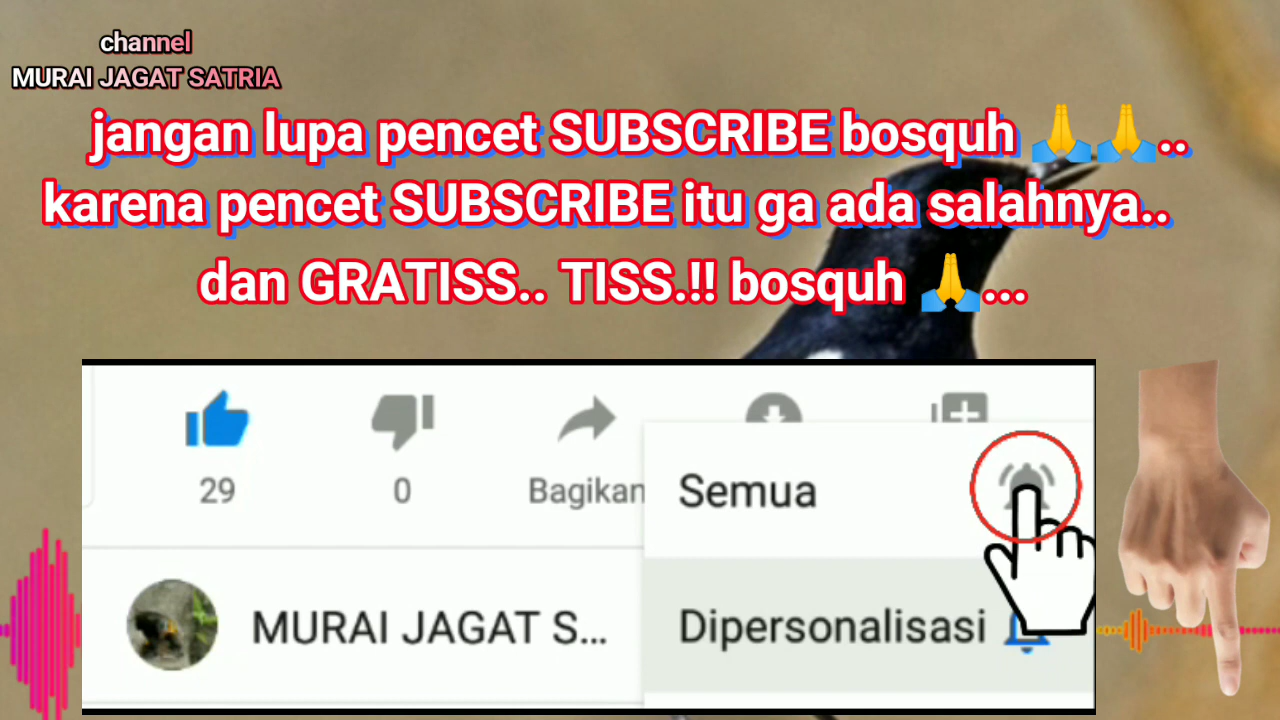 channel
MURAI JAGAT SATRIA
jangan lupa pencet SUBSCRIBE bosquh 🙏🙏..
karena pencet SUBSCRIBE itu ga ada salahnya..
dan GRATISS.. TISS.!! bosquh 🙏...
29
0
Bagikan
Semua
MURAI JAGAT S...
Dipersonalisasi